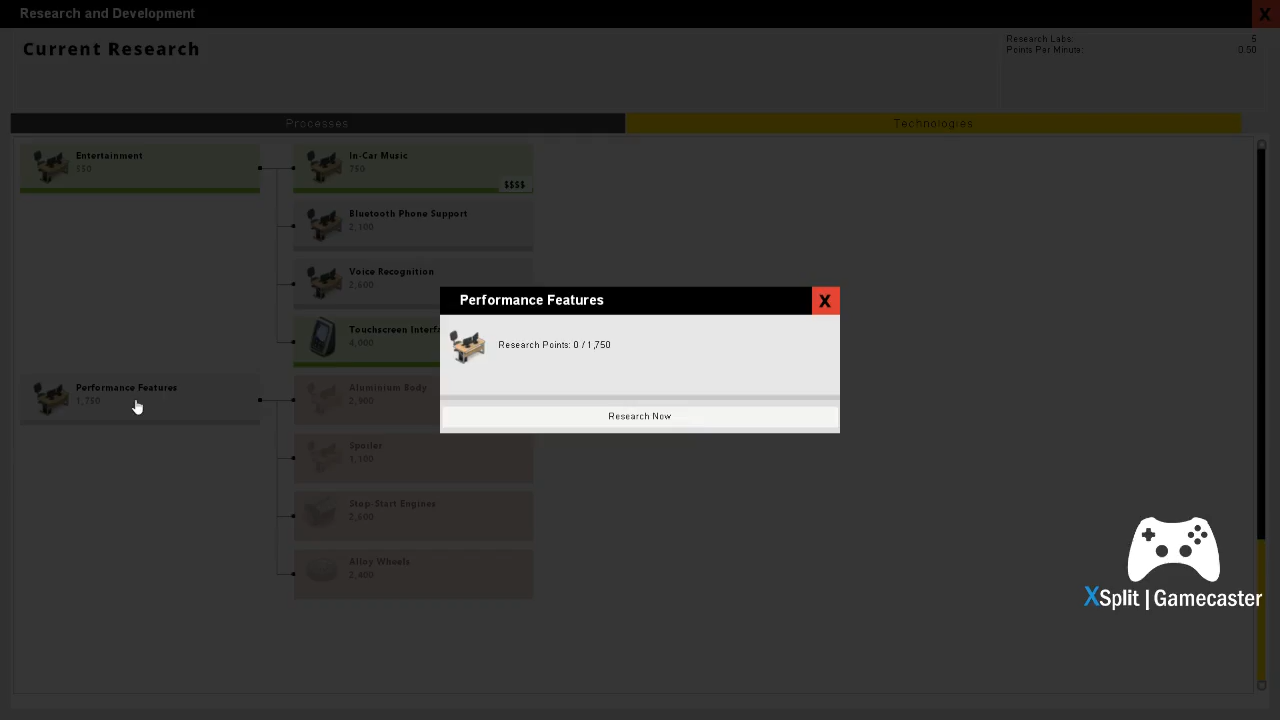 Research and Development
X
Current Research
Research Labs: 5
Points Per Minute: 0.50
Processes
Technologies
Entertainment
750
In-Car Music
750
$$$$
Bluetooth Phone Support
2,100
Voice Recognition
2,600
Touchscreen Interf
4,000
Performance Features
X
Research Points: 0 / 1,750
Research Now
Performance Features
1,750
Aluminium Body
2,900
Spoiler
1,100
Stop-Start Engines
2,600
Alloy Wheels
2,400
XSplit | Gamecaster